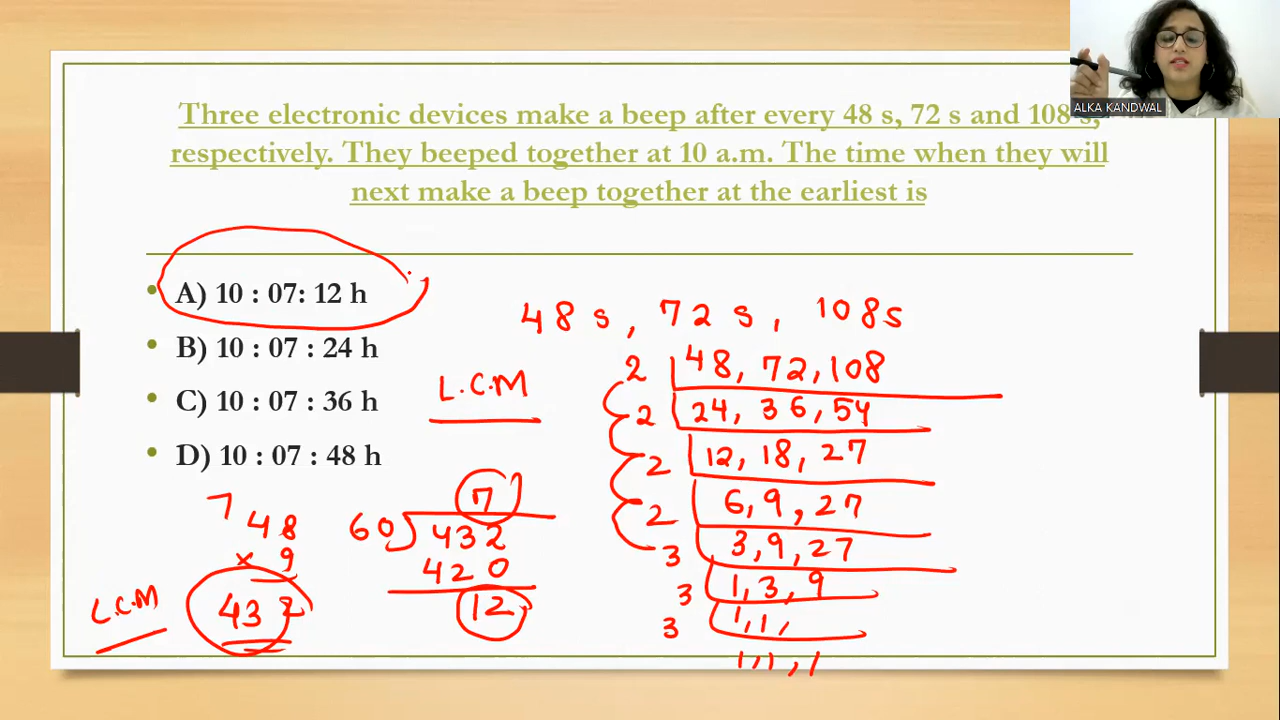 ALKA KANDWAL
Three electronic devices make a beep after every 48 s, 72 s and 108 s,
respectively. They beeped together at 10 a.m. The time when they will
next make a beep together at the earliest is
• A) 10 : 07: 12 h
• B) 10 : 07 : 24 h
• C) 10 : 07 : 36 h
• D) 10 : 07 : 48 h
48 s, 72 s, 108s
L.C.M
2 48, 72, 108
2 24, 36, 54
2 12, 18, 27
2 6, 9, 27
3 3, 9, 27
3 1, 3, 9
3 1, 1,
1, 1, 1
7
48
× 9
L.C.M 432
7
60) 432
420
12